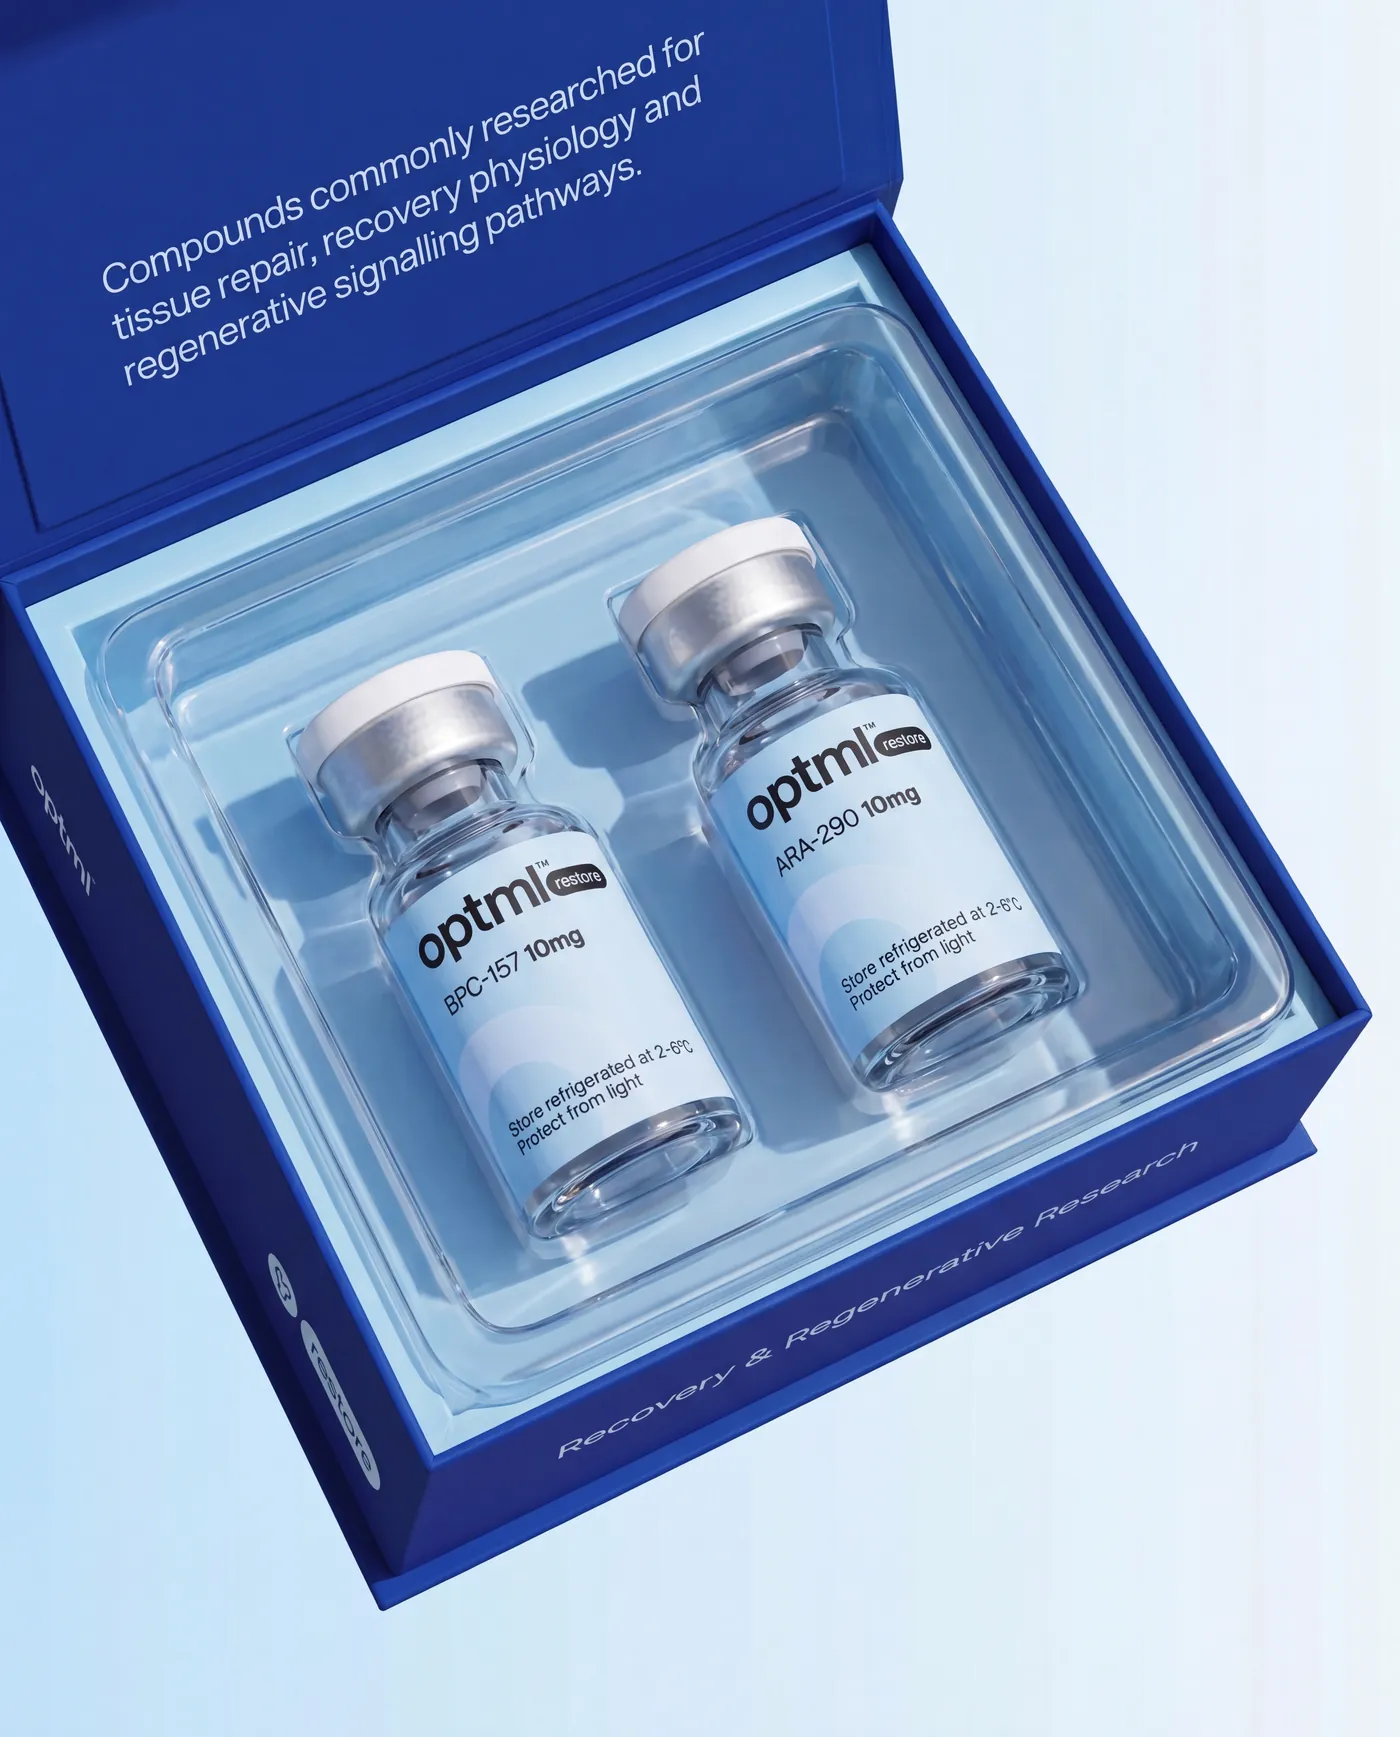 Compounds commonly researched for
tissue repair, recovery physiology and
regenerative signalling pathways.
optml™ restore
ARA-290 10mg
Store refrigerated at 2-6°C
Protect from light
optml™ restore
BPC-157 10mg
Store refrigerated at 2-6°C
Protect from light
optml™
restore
Recovery & Regenerative Research